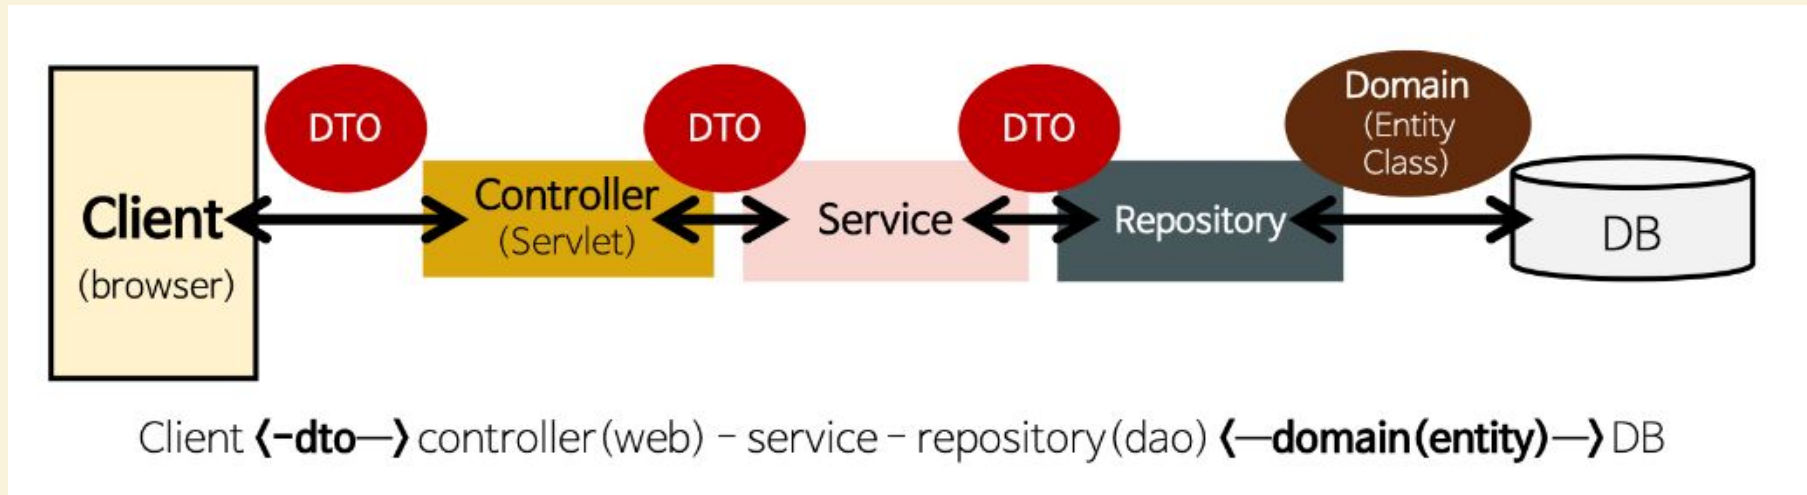 DTO
DTO
DTO
Domain
(Entity
Class)
Client
(browser)
Controller
(Servlet)
Service
Repository
DB
Client <-dto—> controller(web) - service - repository(dao) <—domain(entity)—> DB